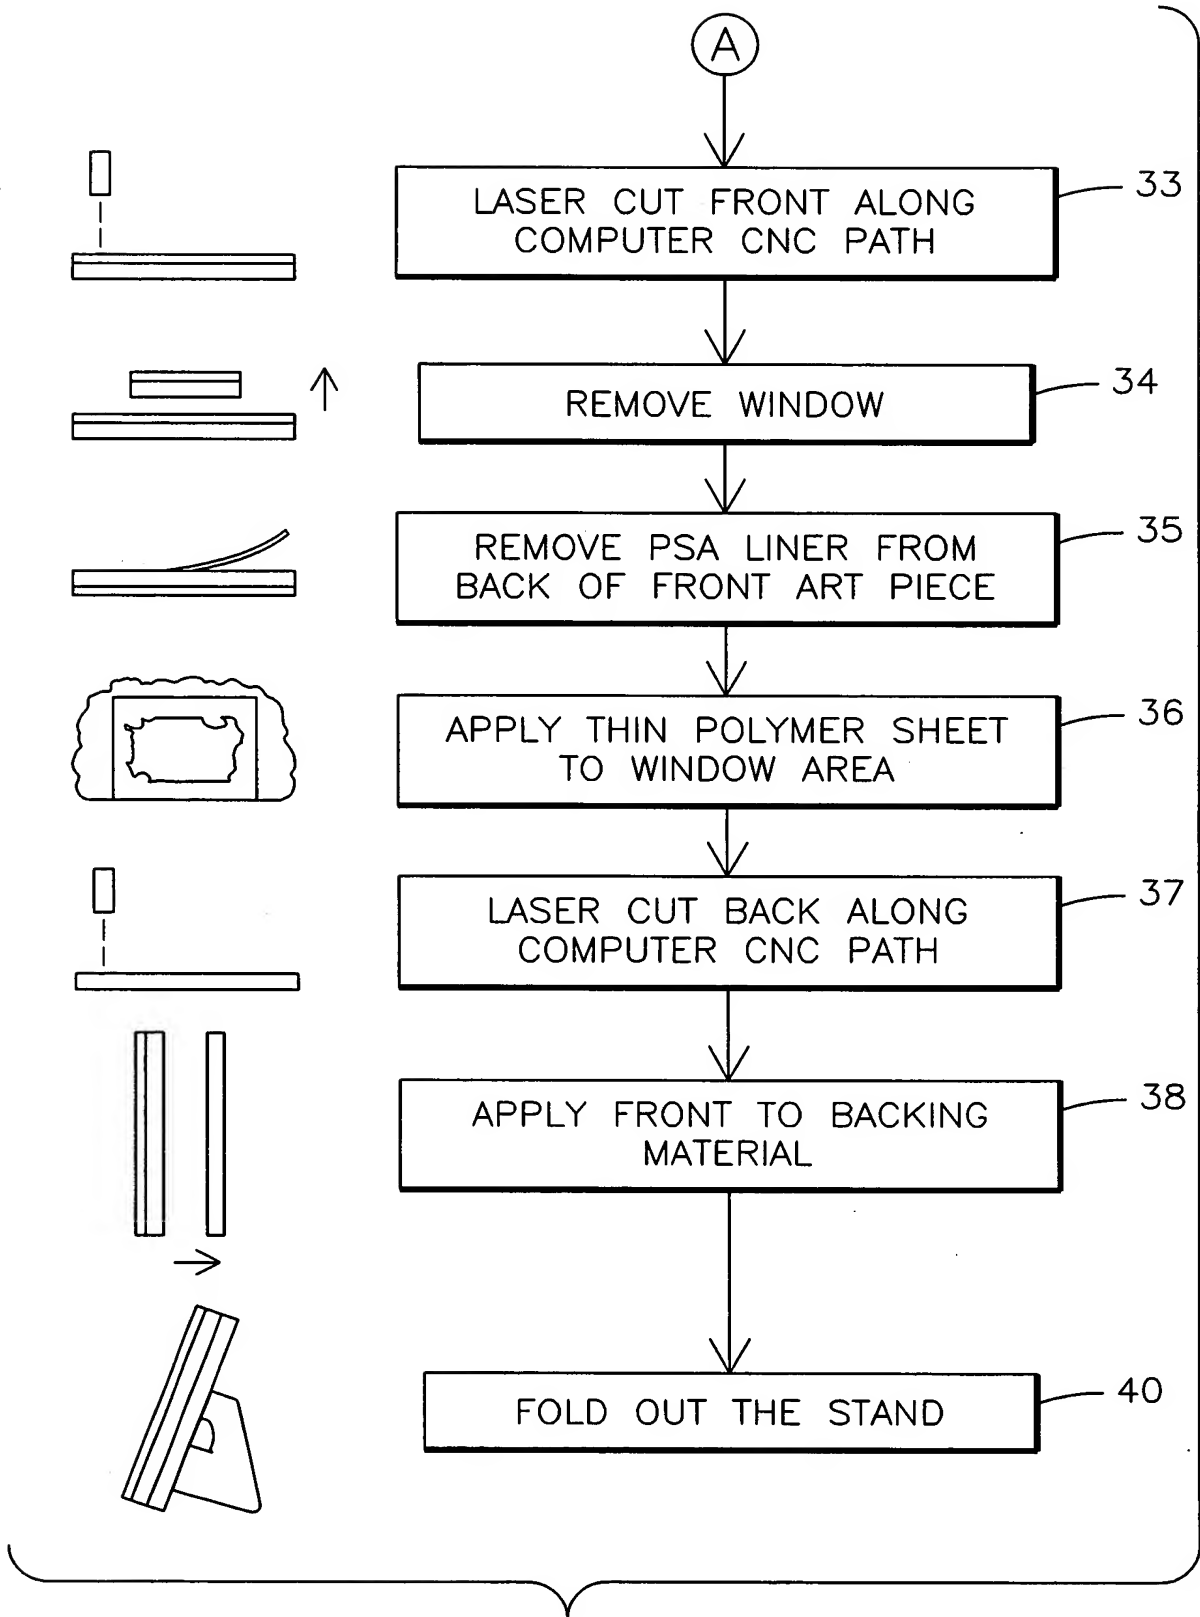 A
LASER CUT FRONT ALONG
COMPUTER CNC PATH
33
REMOVE WINDOW
34
REMOVE PSA LINER FROM
BACK OF FRONT ART PIECE
35
APPLY THIN POLYMER SHEET
TO WINDOW AREA
36
LASER CUT BACK ALONG
COMPUTER CNC PATH
37
APPLY FRONT TO BACKING
MATERIAL
38
FOLD OUT THE STAND
40